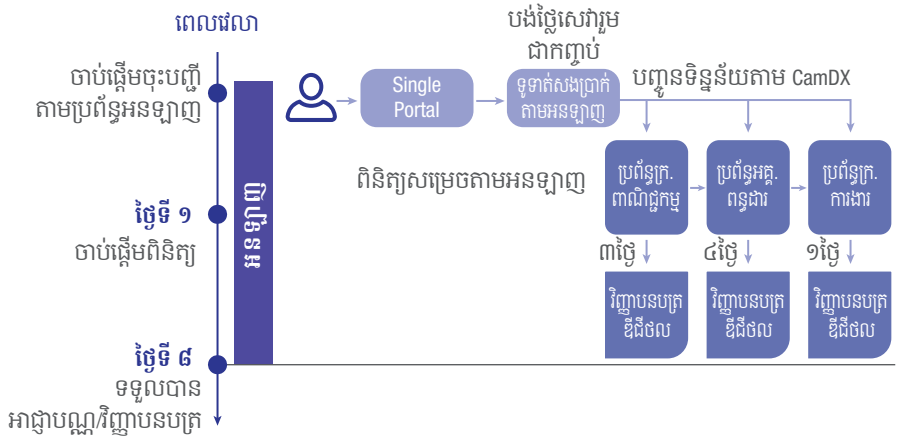 ពេលវេលា
ចាប់ផ្ដើមចុះបញ្ជី
តាមប្រព័ន្ធអនឡាញ
ថ្ងៃទី ១
ចាប់ផ្ដើមពិនិត្យ
ថ្ងៃទី ៨
ទទួលបាន
អាជ្ញាបណ្ណ/វិញ្ញាបនបត្រ
អនឡាញ
Single
Portal
បង់ថ្លៃសេវារួម
ជាកញ្ចប់
ទូទាត់សងប្រាក់
តាមអនឡាញ
បញ្ជូនទិន្នន័យតាម CamDX
ពិនិត្យសម្រេចតាមអនឡាញ
ប្រព័ន្ធក្រ.
ពាណិជ្ជកម្ម
ប្រព័ន្ធអគ្គ.
ពន្ធដារ
ប្រព័ន្ធក្រ.
ការងារ
៣ថ្ងៃ
៤ថ្ងៃ
១ថ្ងៃ
វិញ្ញាបនបត្រ
ឌីជីថល
វិញ្ញាបនបត្រ
ឌីជីថល
វិញ្ញាបនបត្រ
ឌីជីថល